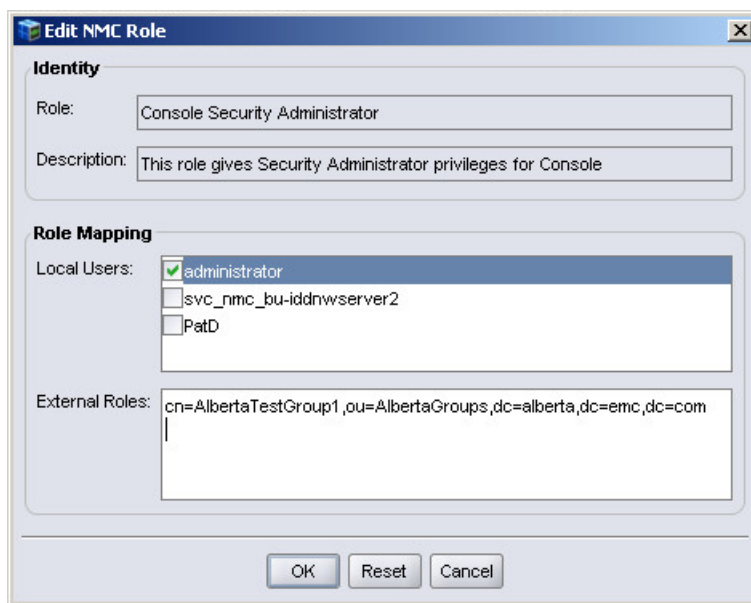 Edit NMC Role
Identity
Role: Console Security Administrator
Description: This role gives Security Administrator privileges for Console
Role Mapping
Local Users: administrator
svc_nmc_bu-iddnwserver2
PatD
External Roles: cn=AlbertaTestGroup1,ou=AlbertaGroups,dc=alberta,dc=emc,dc=com
OK Reset Cancel